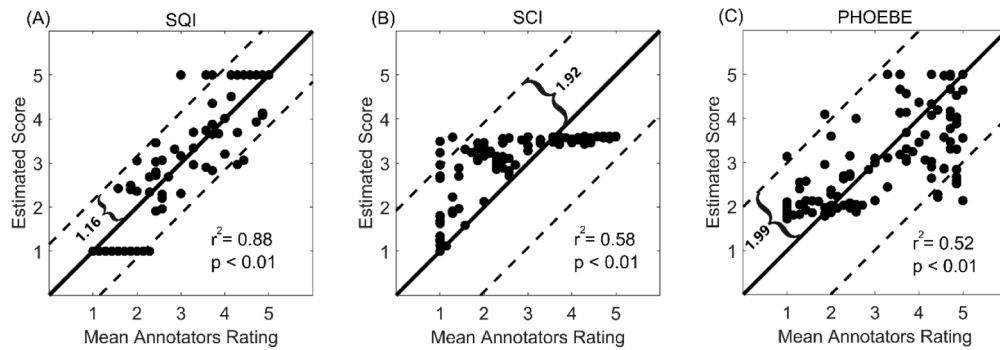 (A)
SQI
Estimated Score
5
4
3
2
1
1.16
r²= 0.88
p < 0.01
1 2 3 4 5
Mean Annotators Rating
(B)
SCI
Estimated Score
5
4
3
2
1
1.92
r²= 0.58
p < 0.01
1 2 3 4 5
Mean Annotators Rating
(C)
PHOEBE
Estimated Score
5
4
3
2
1
1.99
r²= 0.52
p < 0.01
1 2 3 4 5
Mean Annotators Rating